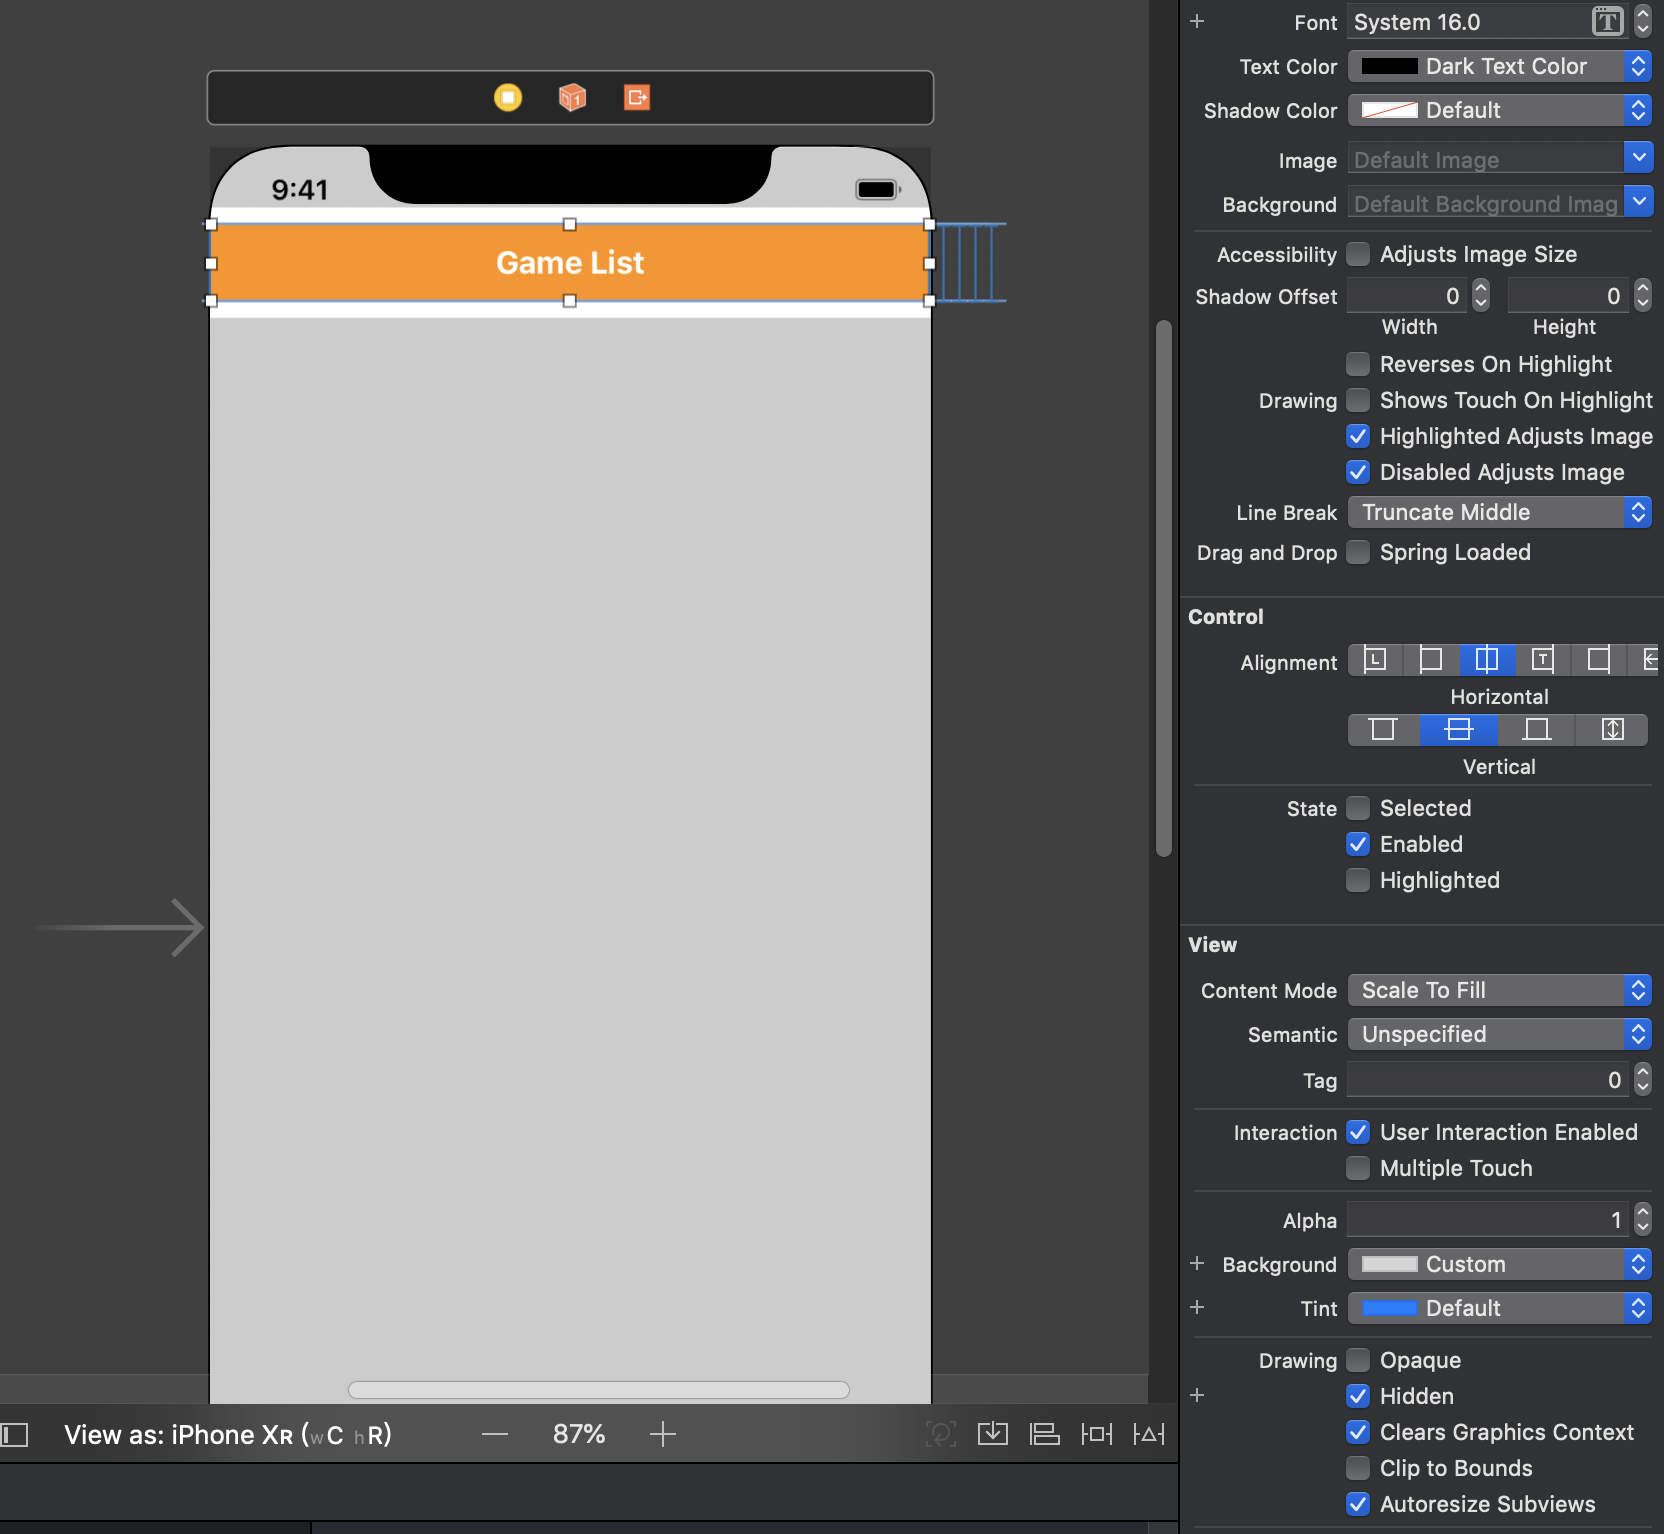 9:41
Game List
View as: iPhone XR (wC hR)
87%
Font System 16.0 T
Text Color Dark Text Color
Shadow Color Default
Image Default Image
Background Default Background Imag
Accessibility Adjusts Image Size
Shadow Offset 0 0
Width Height
Reverses On Highlight
Drawing Shows Touch On Highlight
Highlighted Adjusts Image
Disabled Adjusts Image
Line Break Truncate Middle
Drag and Drop Spring Loaded
Control
Alignment L T
Horizontal
Vertical
State Selected
Enabled
Highlighted
View
Content Mode Scale To Fill
Semantic Unspecified
Tag 0
Interaction User Interaction Enabled
Multiple Touch
Alpha 1
Background Custom
Tint Default
Drawing Opaque
Hidden
Clears Graphics Context
Clip to Bounds
Autoresize Subviews